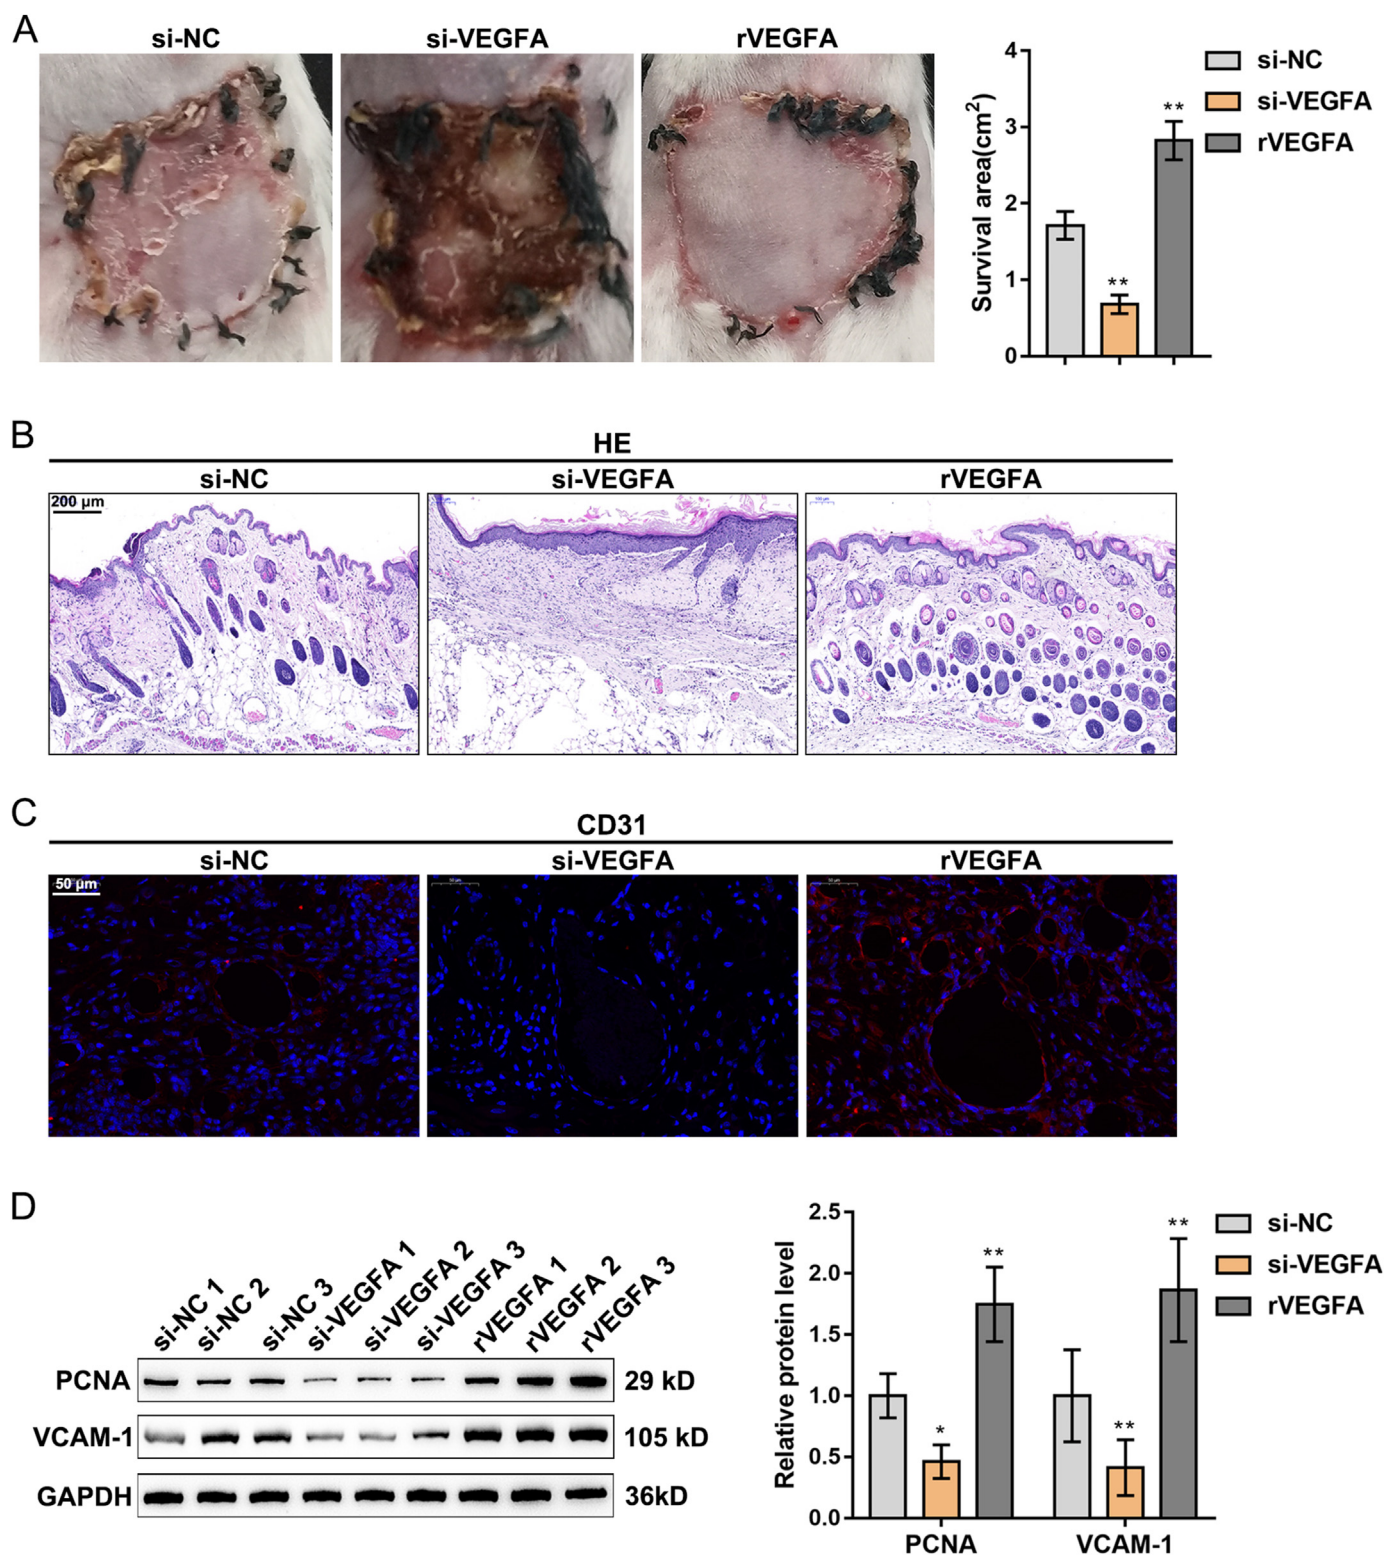 A
si-NC
si-VEGFA
rVEGFA
Survival area(cm²)
4
3
2
1
0
**
**
si-NC
si-VEGFA
rVEGFA
B
HE
si-NC
si-VEGFA
rVEGFA
200 µm
C
CD31
si-NC
si-VEGFA
rVEGFA
50 µm
50 µm
50 µm
D
si-NC 1
si-NC 2
si-NC 3
si-VEGFA 1
si-VEGFA 2
si-VEGFA 3
rVEGFA 1
rVEGFA 2
rVEGFA 3
PCNA
29 kD
VCAM-1
105 kD
GAPDH
36kD
Relative protein level
2.5
2.0
1.5
1.0
0.5
0.0
*
**
**
**
PCNA
VCAM-1
si-NC
si-VEGFA
rVEGFA